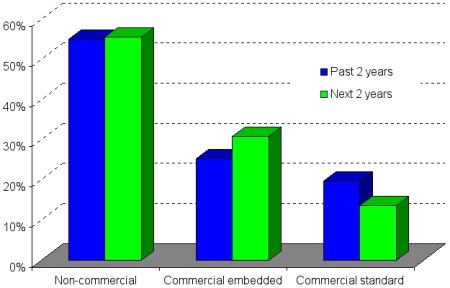 60%
50%
40%
30%
20%
10%
0%
Past 2 years
Next 2 years
Non-commercial Commercial embedded Commercial standard